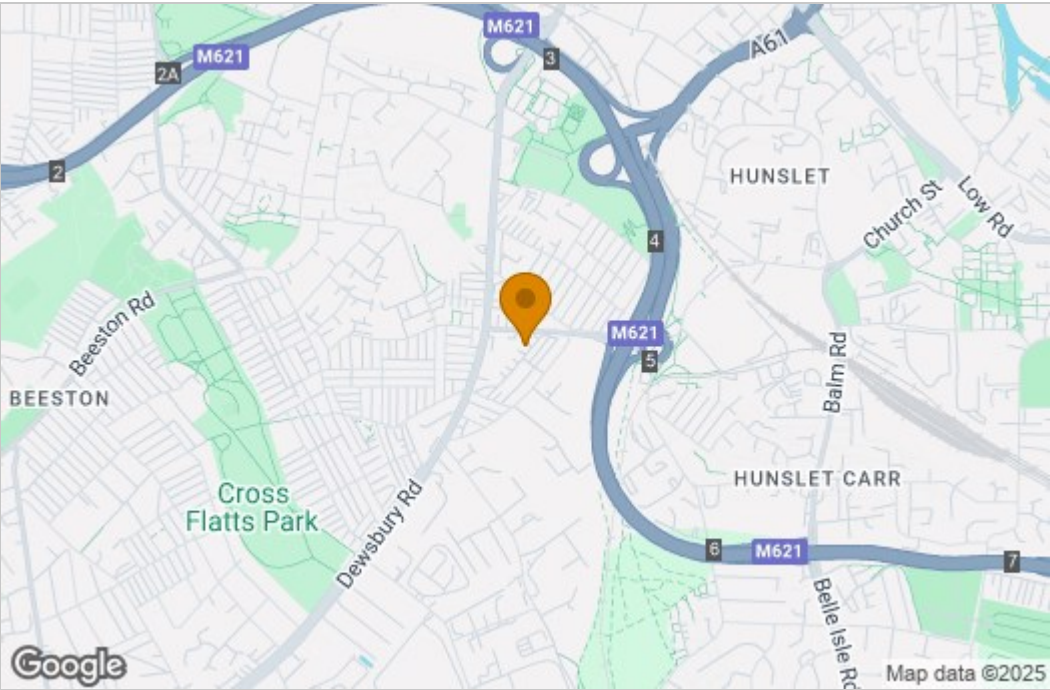 M621
M621
3
A61
2A
2
HUNSLET
Church St
Low Rd
4
Beeston Rd
M621
5
Balm Rd
BEESTON
HUNSLET CARR
Cross
Flatts Park
Dewsbury Rd
6
M621
7
Belle Isle Rd
Google
Map data ©2025